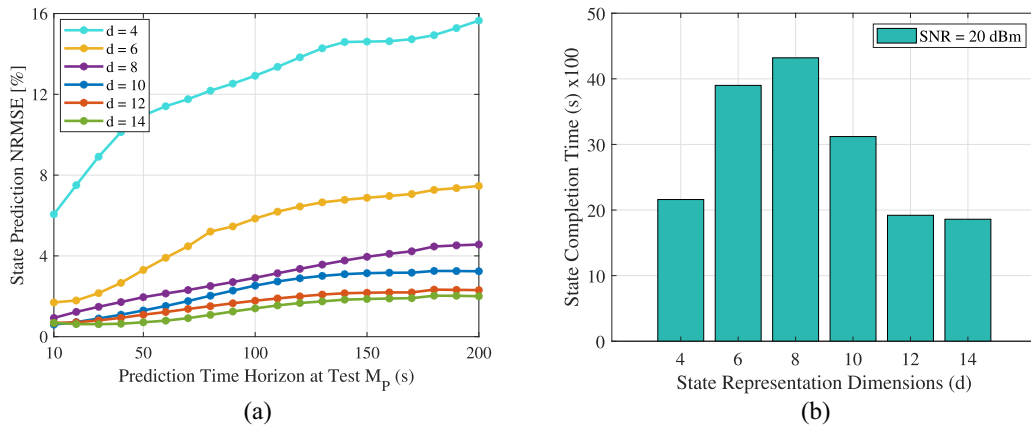 16
12
8
4
0
State Prediction NRMSE [%]
d = 4
d = 6
d = 8
d = 10
d = 12
d = 14
10 50 100 150 200
Prediction Time Horizon at Test M_P (s)
(a)
50
40
30
20
10
0
State Completion Time (s) x100
SNR = 20 dBm
4 6 8 10 12 14
State Representation Dimensions (d)
(b)